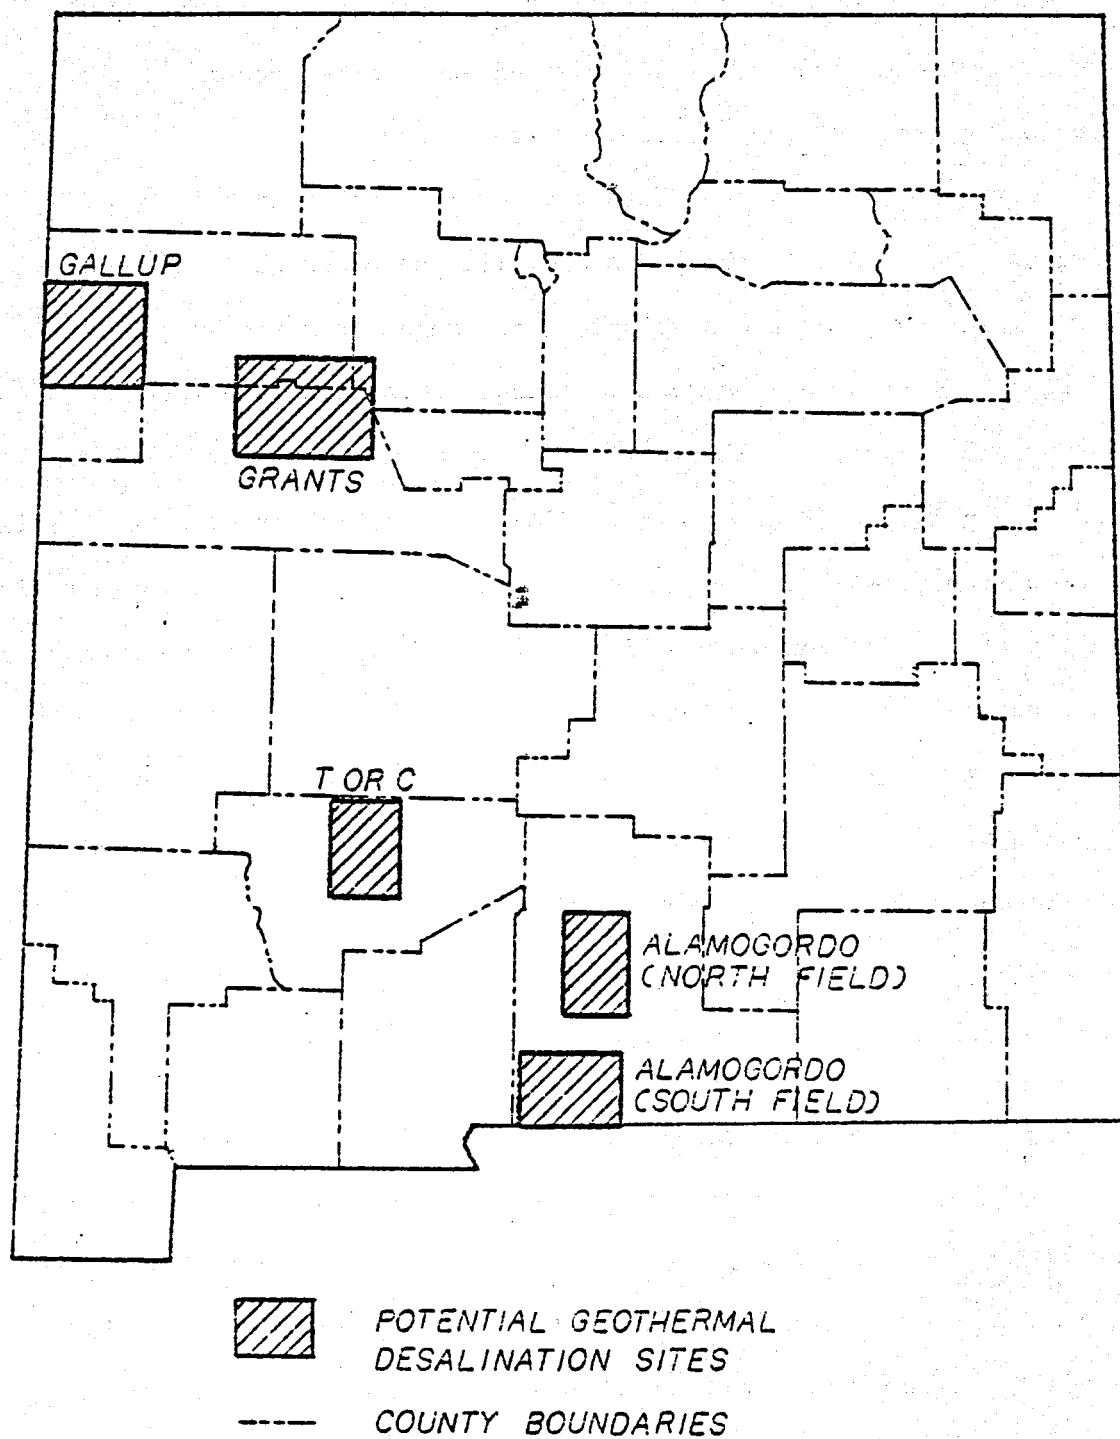 GALLUP
GRANTS
T OR C
ALAMOGORDO
(NORTH FIELD)
ALAMOGORDO
(SOUTH FIELD)
POTENTIAL GEOTHERMAL
DESALINATION SITES
COUNTY BOUNDARIES